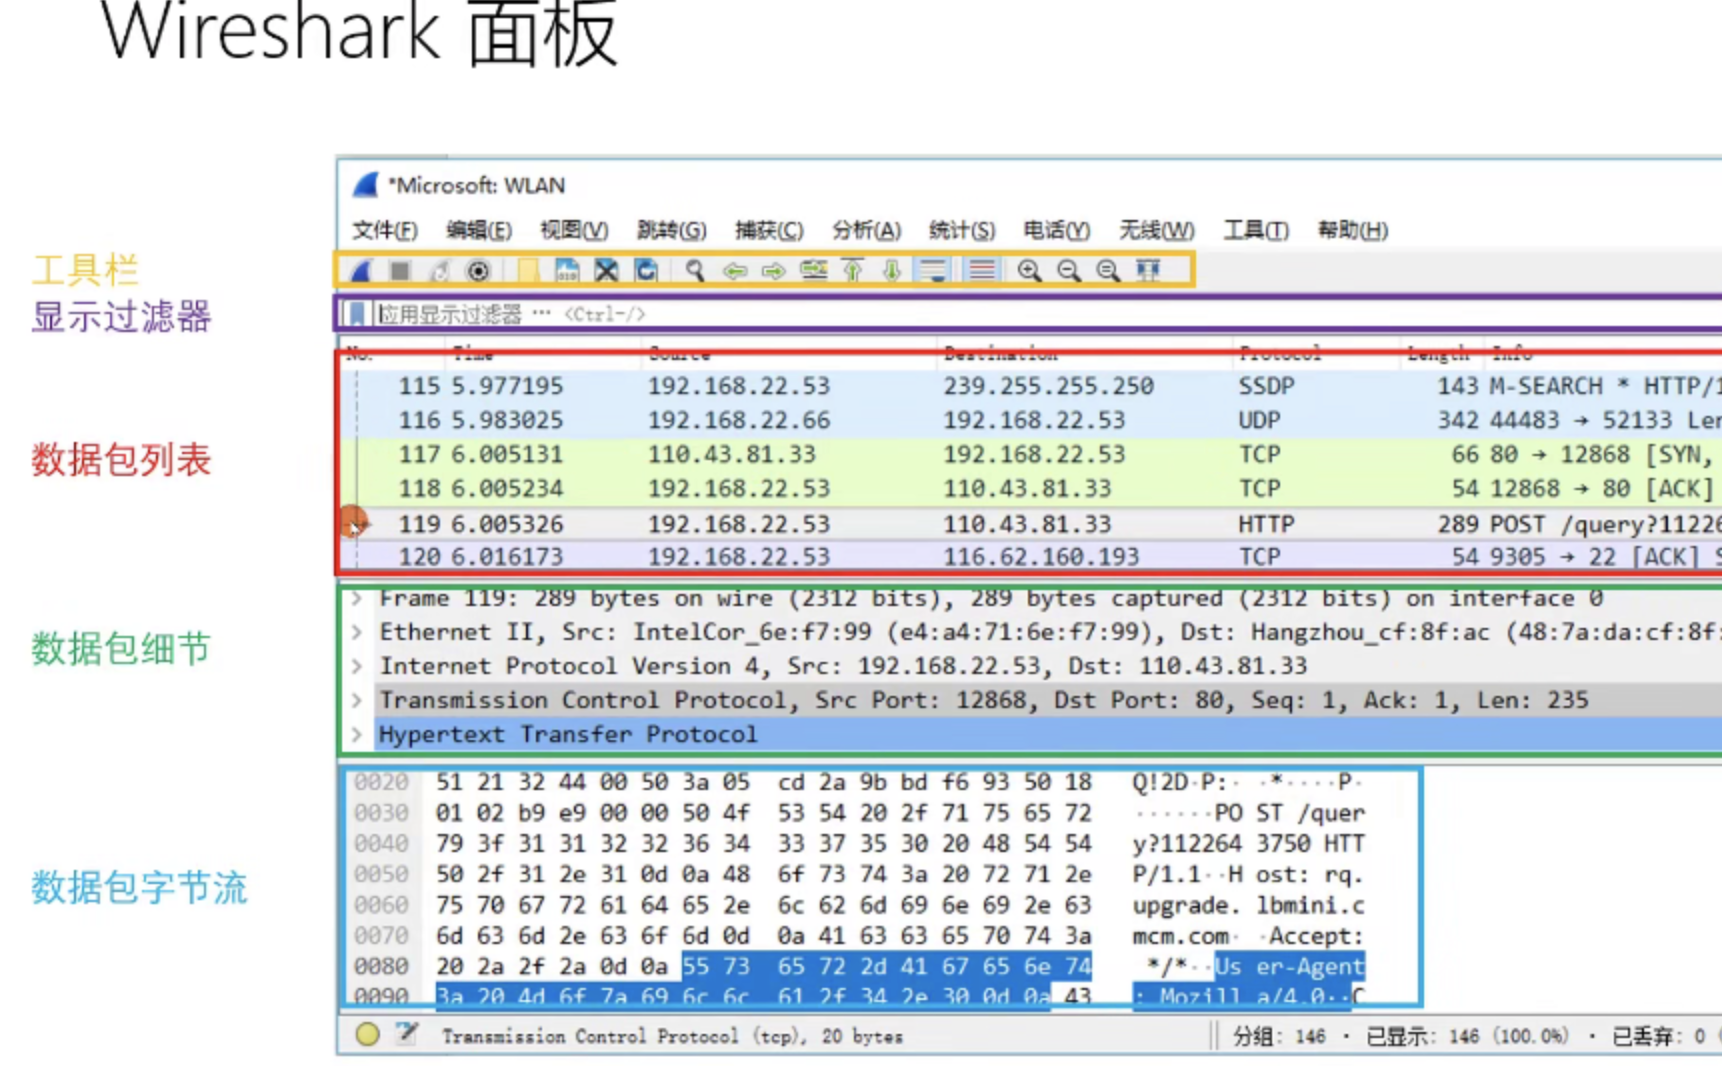 Wireshark 面板
*Microsoft: WLAN
文件(F) 编辑(E) 视图(V) 跳转(G) 捕获(C) 分析(A) 统计(S) 电话(Y) 无线(W) 工具(T) 帮助(H)
工具栏
显示过滤器
应用显示过滤器 … <Ctrl-/>
No. Time Source Destination Protocol Length Info
115 5.977195 192.168.22.53 239.255.255.250 SSDP 143 M-SEARCH * HTTP/1
116 5.983025 192.168.22.66 192.168.22.53 UDP 342 44483 → 52133 Len
117 6.005131 110.43.81.33 192.168.22.53 TCP 66 80 → 12868 [SYN,
数据包列表
118 6.005234 192.168.22.53 110.43.81.33 TCP 54 12868 → 80 [ACK]
119 6.005326 192.168.22.53 110.43.81.33 HTTP 289 POST /query?11226
120 6.016173 192.168.22.53 116.62.160.193 TCP 54 9305 → 22 [ACK] S
Frame 119: 289 bytes on wire (2312 bits), 289 bytes captured (2312 bits) on interface 0
Ethernet II, Src: IntelCor_6e:f7:99 (e4:a4:71:6e:f7:99), Dst: Hangzhou_cf:8f:ac (48:7a:da:cf:8f:
数据包细节
Internet Protocol Version 4, Src: 192.168.22.53, Dst: 110.43.81.33
Transmission Control Protocol, Src Port: 12868, Dst Port: 80, Seq: 1, Ack: 1, Len: 235
Hypertext Transfer Protocol
0020 51 21 32 44 00 50 3a 05 cd 2a 9b bd f6 93 50 18 Q!2D·P:· ·*····P·
0030 01 02 b9 e9 00 00 50 4f 53 54 20 2f 71 75 65 72 ······PO ST /quer
0040 79 3f 31 31 32 32 36 34 33 37 35 30 20 48 54 54 y?112264 3750 HTT
0050 50 2f 31 2e 31 0d 0a 48 6f 73 74 3a 20 72 71 2e P/1.1··H ost: rq.
数据包字节流
0060 75 70 67 72 61 64 65 2e 6c 62 6d 69 6e 69 2e 63 upgrade. lbmini.c
0070 6d 63 6d 2e 63 6f 6d 0d 0a 41 63 63 65 70 74 3a mcm.com· ·Accept:
0080 20 2a 2f 2a 0d 0a 55 73 65 72 2d 41 67 65 6e 74 */*··Us er-Agent
0090 3a 20 4d 6f 7a 69 6c 6c 61 2f 34 2e 30 0d 0a 43 : Mozill a/4.0··C
Transmission Control Protocol (tcp), 20 bytes
分组: 146 · 已显示: 146 (100.0%) · 已丢弃: 0 (